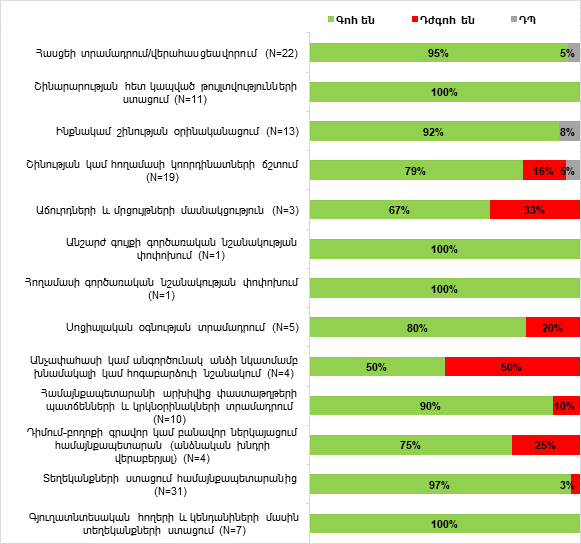 Գոհ են Դժգոհ են ԴՊ
Հասցեի տրամադրում/վերահասցեավորում (N=22)
95% 5%
Շինարարության հետ կապված թույլտվությունների
ստացում (N=11)
100%
Ինքնակամ շինության օրինականացում (N=13)
92% 8%
Շինության կամ հողամասի կոորդինատների ճշտում
(N=19)
79% 16% 5%
Աճուրդների և մրցույթների մասնակցություն (N=3)
67% 33%
Անշարժ գույքի գործառական նշանակության
փոփոխում (N=1)
100%
Հողամասի գործառական նշանակության փոփոխում
(N=1)
100%
Սոցիալական օգնության տրամադրում (N=5)
80% 20%
Անչափահասի կամ անգործունակ անձի նկատմամբ
խնամակալի կամ հոգաբարձուի նշանակում (N=4)
50% 50%
Համայնքապետարանի արխիվից փաստաթղթերի
պատճենների և կրկնօրինակների տրամադրում
(N=10)
90% 10%
Դիմում-բողոքի գրավոր կամ բանավոր ներկայացում
համայնքապետարան (անձնական խնդրի
վերաբերյալ) (N=4)
75% 25%
Տեղեկանքների ստացում համայնքապետարանից
(N=31)
97% 3%
Գյուղատնտեսական հողերի և կենդանիների մասին
տեղեկանքների ստացում (N=7)
100%